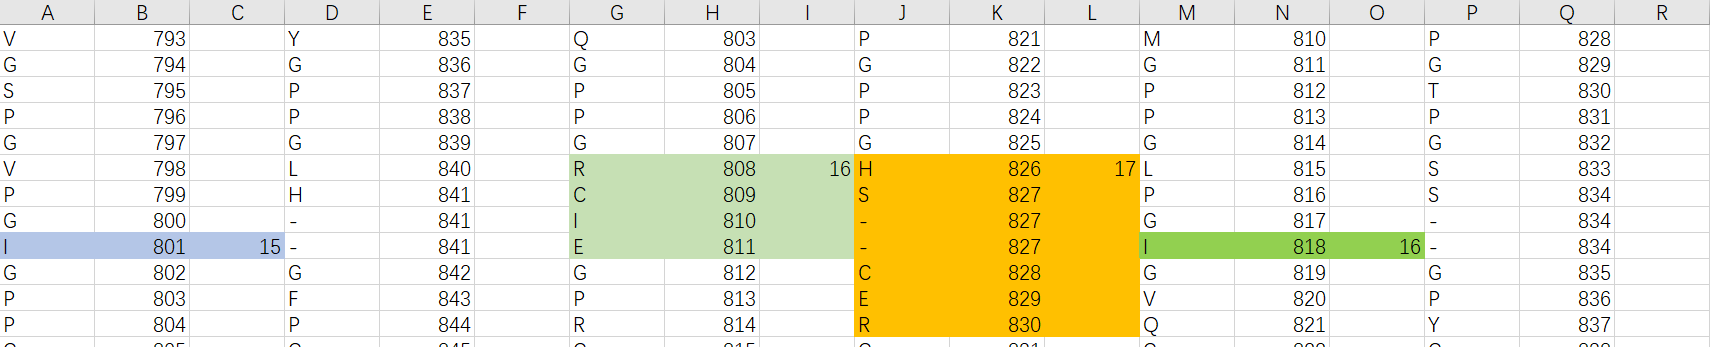 A B C D E F G H I J K L M N O P Q R
V 793 Y 835 Q 803 P 821 M 810 P 828
G 794 G 836 G 804 G 822 G 811 G 829
S 795 P 837 P 805 P 823 P 812 T 830
P 796 P 838 P 806 P 824 P 813 P 831
G 797 G 839 G 807 G 825 G 814 G 832
V 798 L 840 R 808 16 H 826 17 L 815 S 833
P 799 H 841 C 809 S 827 P 816 S 834
G 800 - 841 I 810 - 827 G 817 - 834
I 801 15 - 841 E 811 - 827 I 818 16 - 834
G 802 G 842 G 812 C 828 G 819 G 835
P 803 F 843 P 813 E 829 V 820 P 836
P 804 P 844 R 814 R 830 Q 821 Y 837